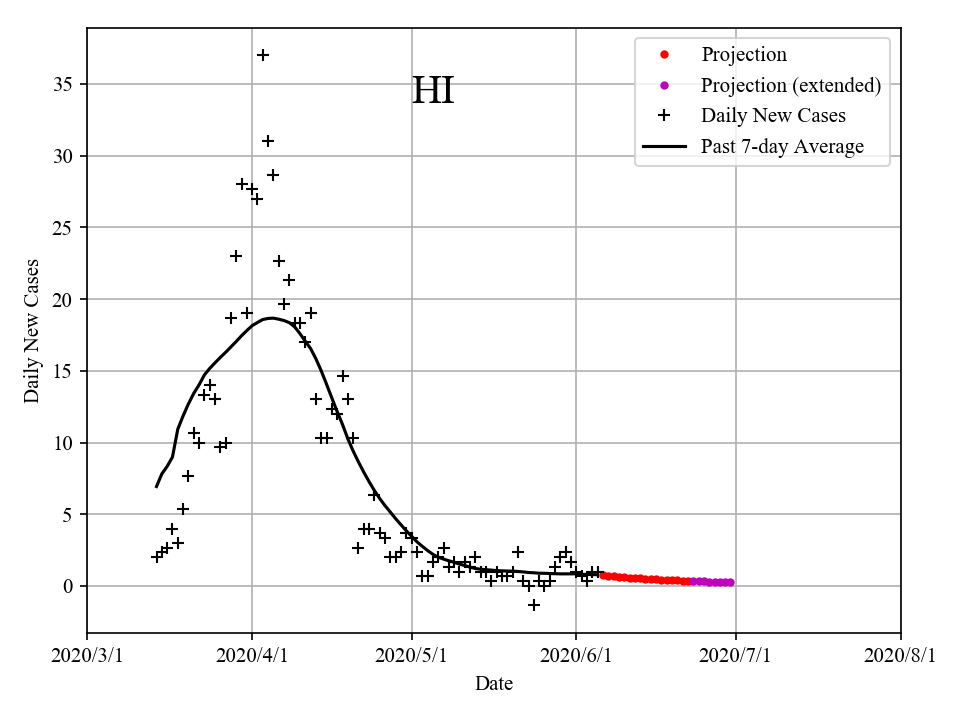 HI
Projection
Projection (extended)
Daily New Cases
Past 7-day Average
Daily New Cases
35
30
25
20
15
10
5
0
2020/3/1 2020/4/1 2020/5/1 2020/6/1 2020/7/1 2020/8/1
Date